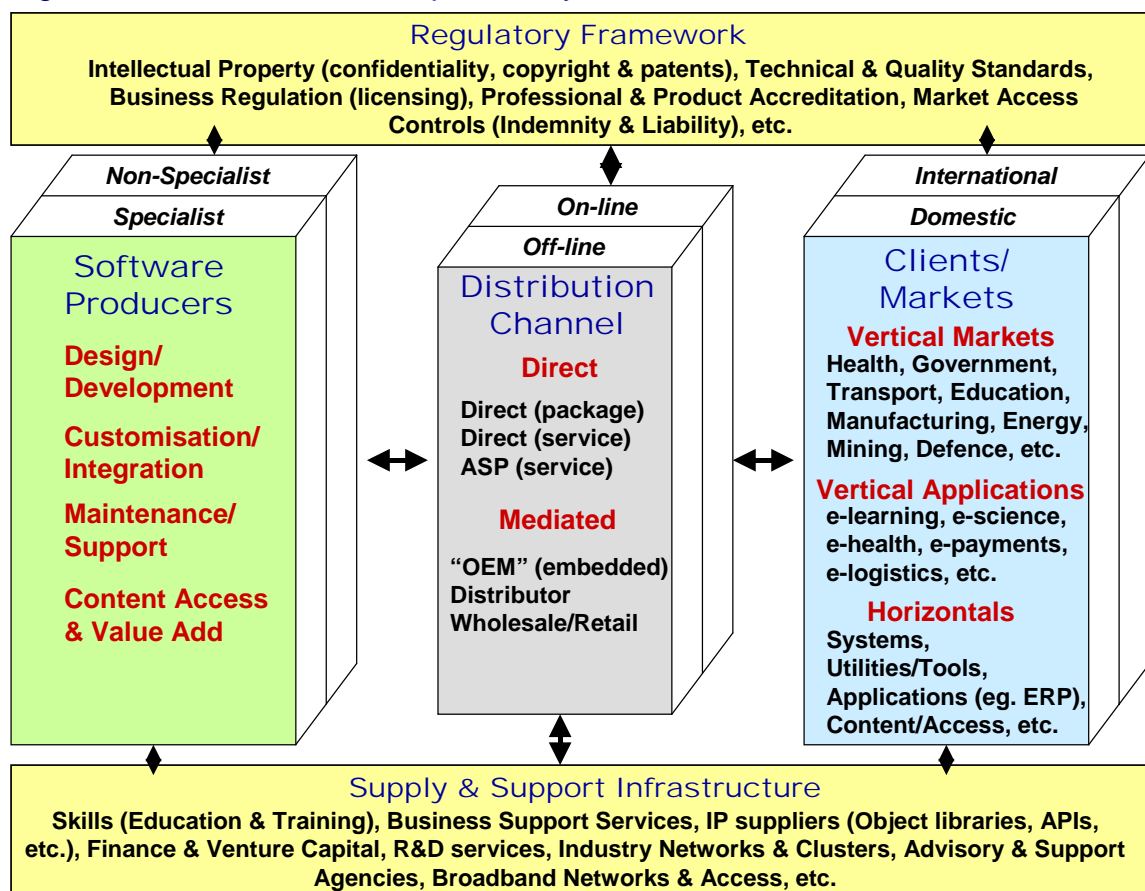 Regulatory Framework
Intellectual Property (confidentiality, copyright & patents), Technical & Quality Standards,
Business Regulation (licensing), Professional & Product Accreditation, Market Access
Controls (Indemnity & Liability), etc.
Non-Specialist
Specialist
Software
Producers
Design/
Development
Customisation/
Integration
Maintenance/
Support
Content Access
& Value Add
On-line
Off-line
Distribution
Channel
Direct
Direct (package)
Direct (service)
ASP (service)
Mediated
“OEM” (embedded)
Distributor
Wholesale/Retail
International
Domestic
Clients/
Markets
Vertical Markets
Health, Government,
Transport, Education,
Manufacturing, Energy,
Mining, Defence, etc.
Vertical Applications
e-learning, e-science,
e-health, e-payments,
e-logistics, etc.
Horizontals
Systems,
Utilities/Tools,
Applications (eg. ERP),
Content/Access, etc.
Supply & Support Infrastructure
Skills (Education & Training), Business Support Services, IP suppliers (Object libraries, APIs,
etc.), Finance & Venture Capital, R&D services, Industry Networks & Clusters, Advisory & Support
Agencies, Broadband Networks & Access, etc.